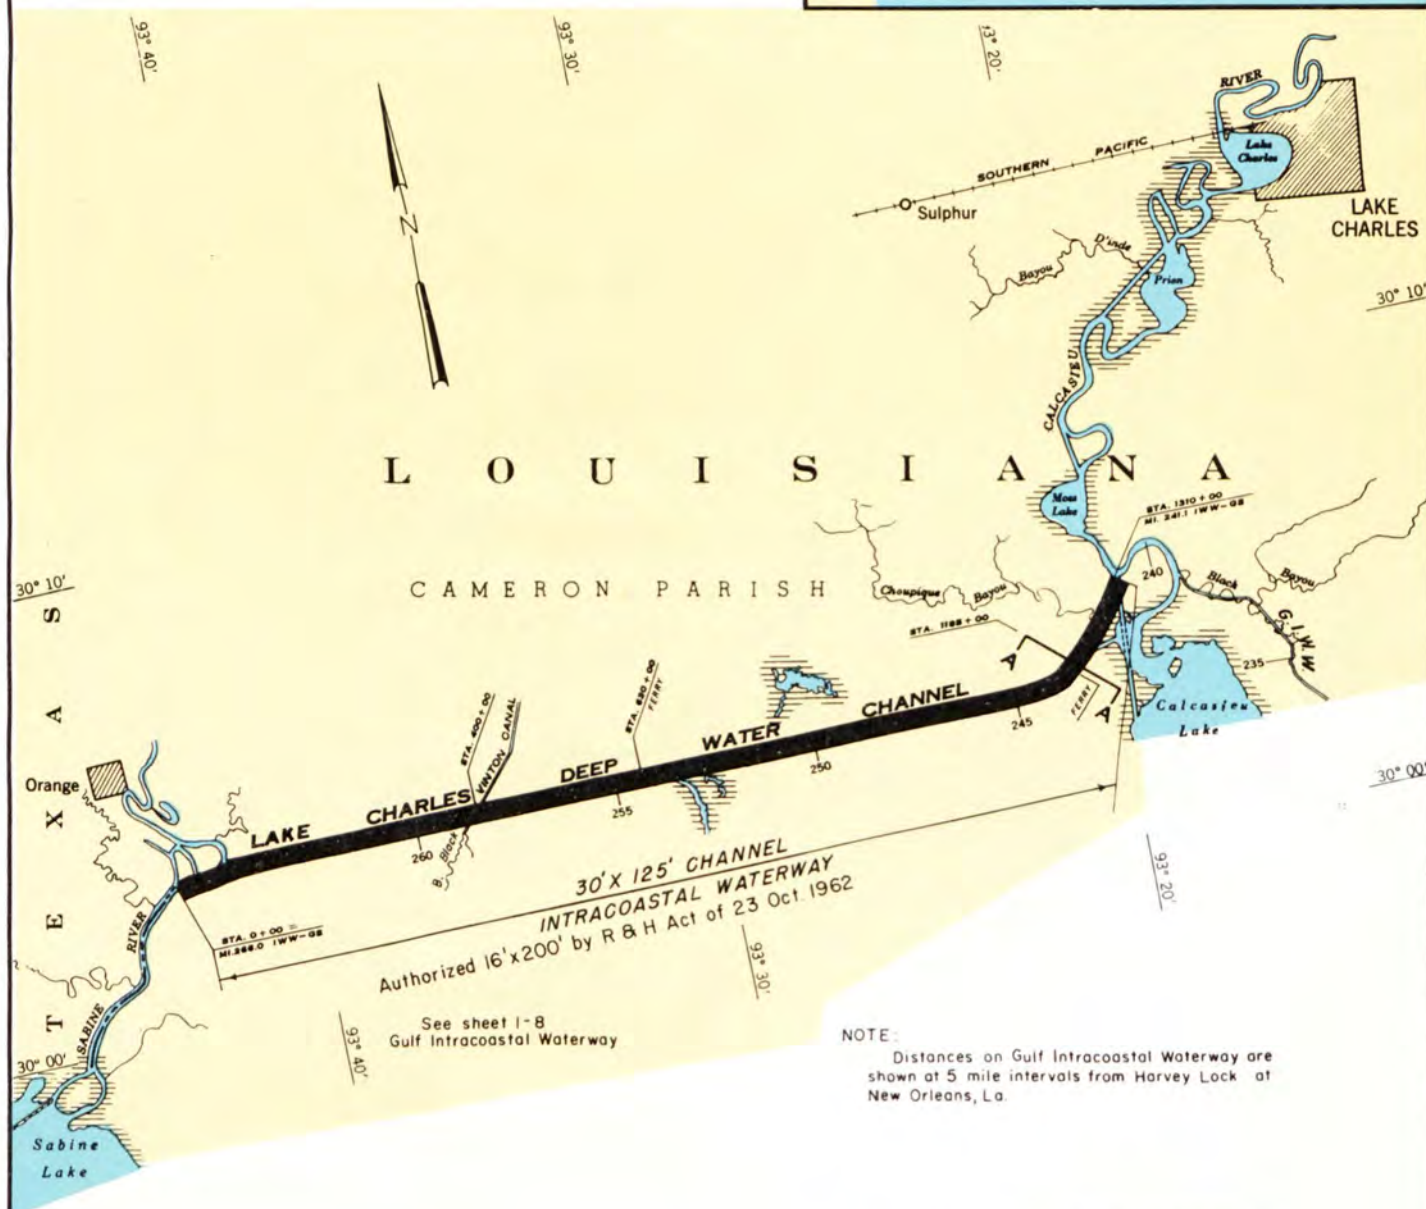 93° 40'
93° 30'
3° 20'
RIVER
Lake
Charles
SOUTHERN PACIFIC
Sulphur
LAKE
CHARLES
Bayou D'inde
Prien
30° 10'
CALCASIEU
LOUISIANA
Moss
Lake
STA. 1310+00
MI. 241.1 IWW-GS
240
Black Bayou
G.I.W.W
235
30° 10'
CAMERON PARISH
Choupique Bayou
STA. 1185+00
A
A
FERRY
Calcasieu
Lake
245
TEXAS
Orange
STA. 400+00
VINTON CANAL
STA. 620+00
FERRY
LAKE CHARLES DEEP WATER CHANNEL
250
255
260
B. Black
30° 00'
30' X 125' CHANNEL
INTRACOASTAL WATERWAY
Authorized 16' x 200' by R & H Act of 23 Oct. 1962
93° 20'
93° 30'
93° 40'
STA. 0+00 =
MI. 266.0 IWW-GS
SABINE RIVER
See sheet 1-8
Gulf Intracoastal Waterway
30° 00'
Sabine
Lake
NOTE:
Distances on Gulf Intracoastal Waterway are
shown at 5 mile intervals from Harvey Lock at
New Orleans, La.
N